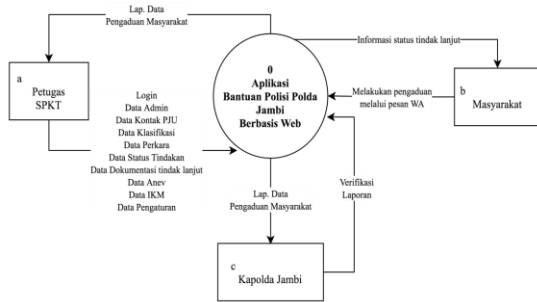 Lap. Data
Pengaduan Masyarakat
Informasi status tindak lanjut
a
Petugas
SPKT
0
Aplikasi
Bantuan Polisi Polda
Jambi
Berbasis Web
Melakukan pengaduan
melalui pesan WA
b
Masyarakat
Login
Data Admin
Data Kontak PJU
Data Klasifikasi
Data Perkara
Data Status Tindakan
Data Dokumentasi tindak lanjut
Data Anev
Data IKM
Data Pengaturan
Lap. Data
Pengaduan Masyarakat
Verifikasi
Laporan
c
Kapolda Jambi